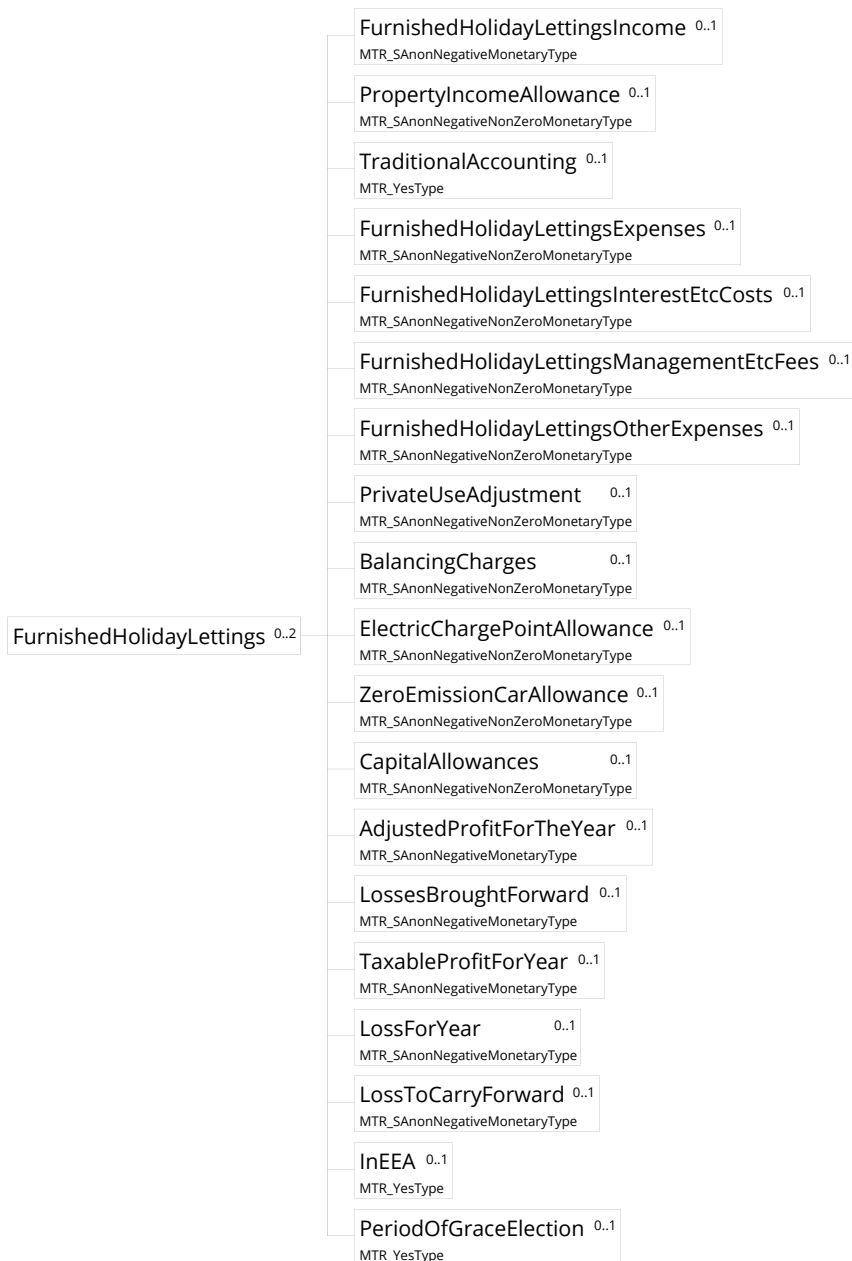 FurnishedHolidayLettingsIncome 0..1
MTR_SAnonNegativeMonetaryType
PropertyIncomeAllowance 0..1
MTR_SAnonNegativeNonZeroMonetaryType
TraditionalAccounting 0..1
MTR_YesType
FurnishedHolidayLettingsExpenses 0..1
MTR_SAnonNegativeNonZeroMonetaryType
FurnishedHolidayLettingsInterestEtcCosts 0..1
MTR_SAnonNegativeNonZeroMonetaryType
FurnishedHolidayLettingsManagementEtcFees 0..1
MTR_SAnonNegativeNonZeroMonetaryType
FurnishedHolidayLettingsOtherExpenses 0..1
MTR_SAnonNegativeNonZeroMonetaryType
PrivateUseAdjustment 0..1
MTR_SAnonNegativeNonZeroMonetaryType
BalancingCharges 0..1
MTR_SAnonNegativeNonZeroMonetaryType
FurnishedHolidayLettings 0..2
ElectricChargePointAllowance 0..1
MTR_SAnonNegativeNonZeroMonetaryType
ZeroEmissionCarAllowance 0..1
MTR_SAnonNegativeNonZeroMonetaryType
CapitalAllowances 0..1
MTR_SAnonNegativeNonZeroMonetaryType
AdjustedProfitForTheYear 0..1
MTR_SAnonNegativeMonetaryType
LossesBroughtForward 0..1
MTR_SAnonNegativeMonetaryType
TaxableProfitForYear 0..1
MTR_SAnonNegativeMonetaryType
LossForYear 0..1
MTR_SAnonNegativeMonetaryType
LossToCarryForward 0..1
MTR_SAnonNegativeMonetaryType
InEEA 0..1
MTR_YesType
PeriodOfGraceElection 0..1
MTR_YesType